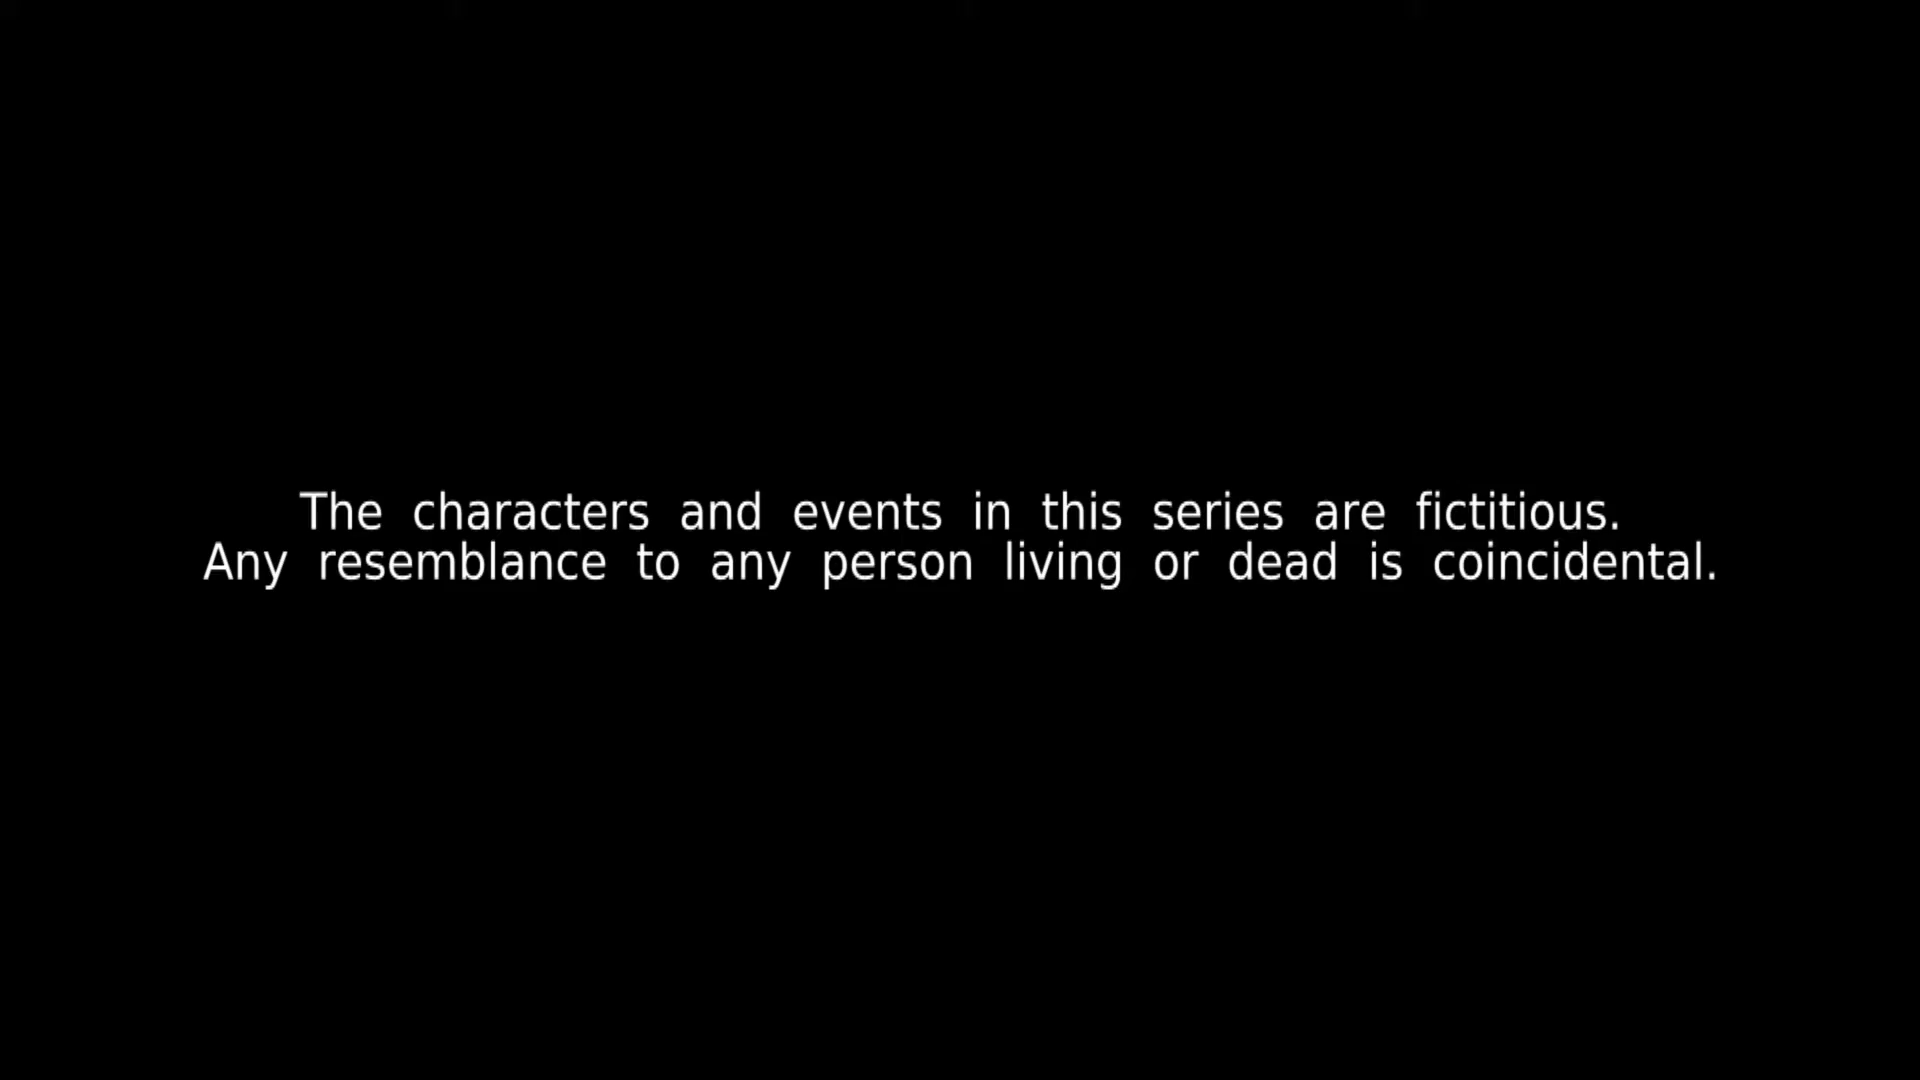 The characters and events in this series are fictitious.
Any resemblance to any person living or dead is coincidental.